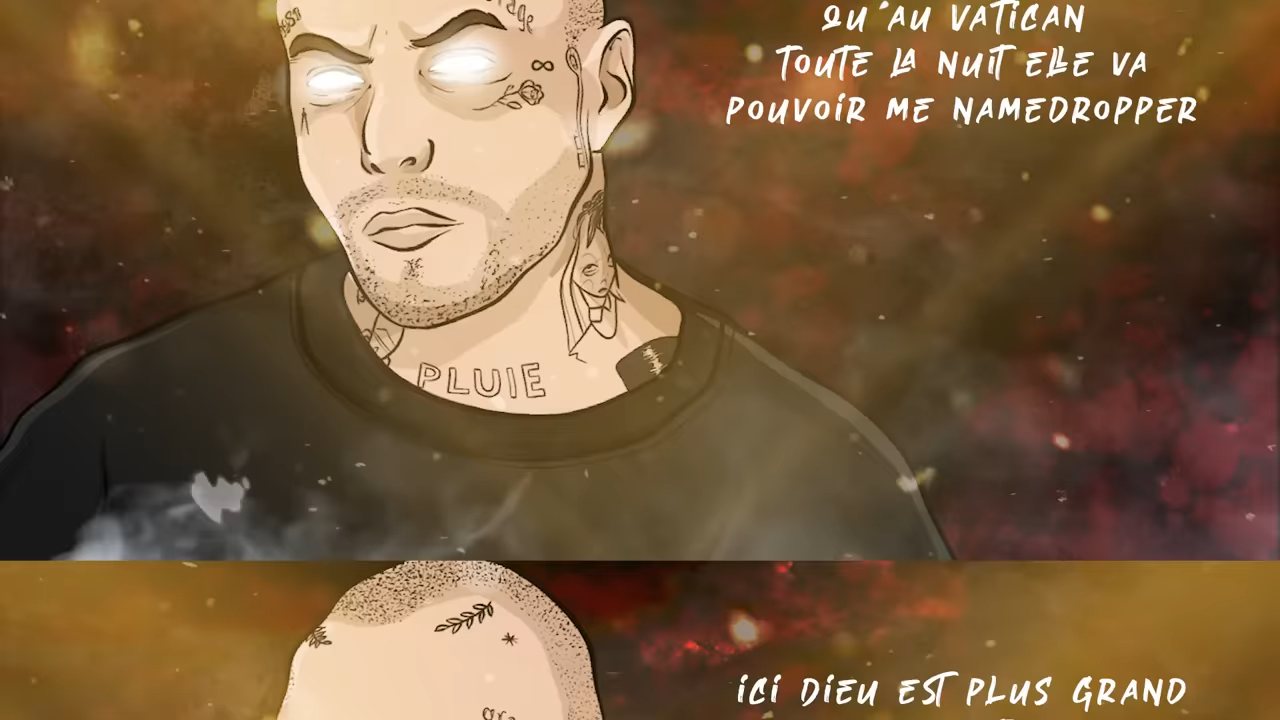 QU'AU VATICAN
TOUTE LA NUIT ELLE VA
POUVOIR ME NAMEDROPPER
PLUIE
ICI DIEU EST PLUS GRAND